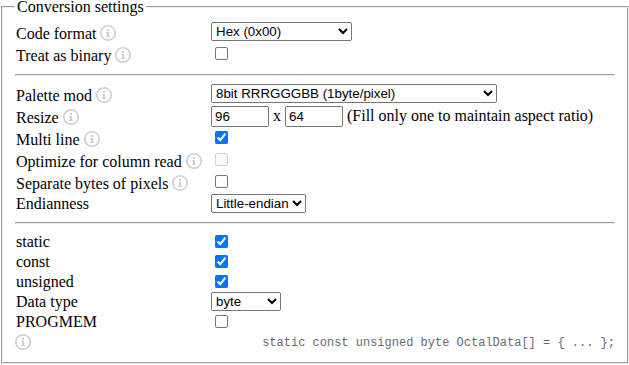 Conversion settings
Code format Hex (0x00)
Treat as binary
Palette mod 8bit RRRGGGBB (1byte/pixel)
Resize 96 x 64 (Fill only one to maintain aspect ratio)
Multi line
Optimize for column read
Separate bytes of pixels
Endianness Little-endian
static
const
unsigned
Data type byte
PROGMEM
static const unsigned byte OctalData[] = { ... };